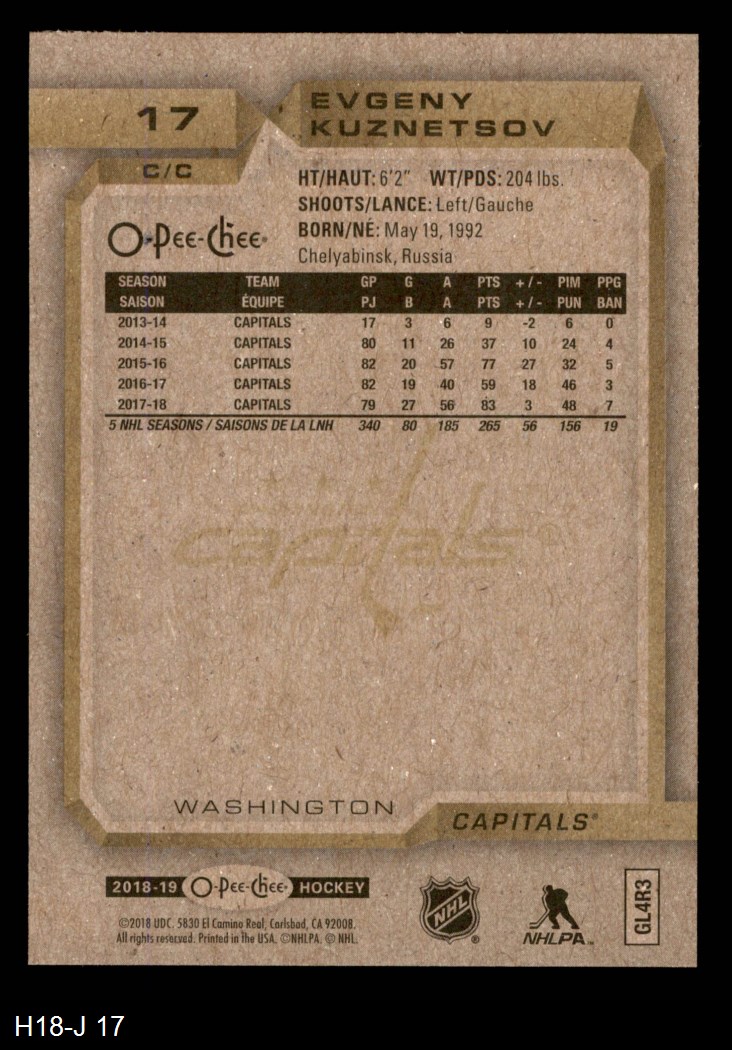 17
EVGENY
KUZNETSOV
C/C
HT/HAUT: 6'2" WT/PDS: 204 lbs.
SHOOTS/LANCE: Left/Gauche
BORN/NÉ: May 19, 1992
Chelyabinsk, Russia
O-Pee-Chee
SEASON TEAM GP G A PTS +/- PIM PPG
SAISON ÉQUIPE PJ B A PTS +/- PUN BAN
2013-14 CAPITALS 17 3 6 9 -2 6 0
2014-15 CAPITALS 80 11 26 37 10 24 4
2015-16 CAPITALS 82 20 57 77 27 32 5
2016-17 CAPITALS 82 19 40 59 18 46 3
2017-18 CAPITALS 79 27 56 83 3 48 7
5 NHL SEASONS / SAISONS DE LA LNH 340 80 185 265 56 156 19
capitals
WASHINGTON
CAPITALS®
2018-19 O-Pee-Chee HOCKEY
©2018 UDC. 5830 El Camino Real, Carlsbad, CA 92008.
All rights reserved. Printed in the USA. ©NHLPA. @ NHL.
NHL
NHLPA
GL4R3
H18-J 17